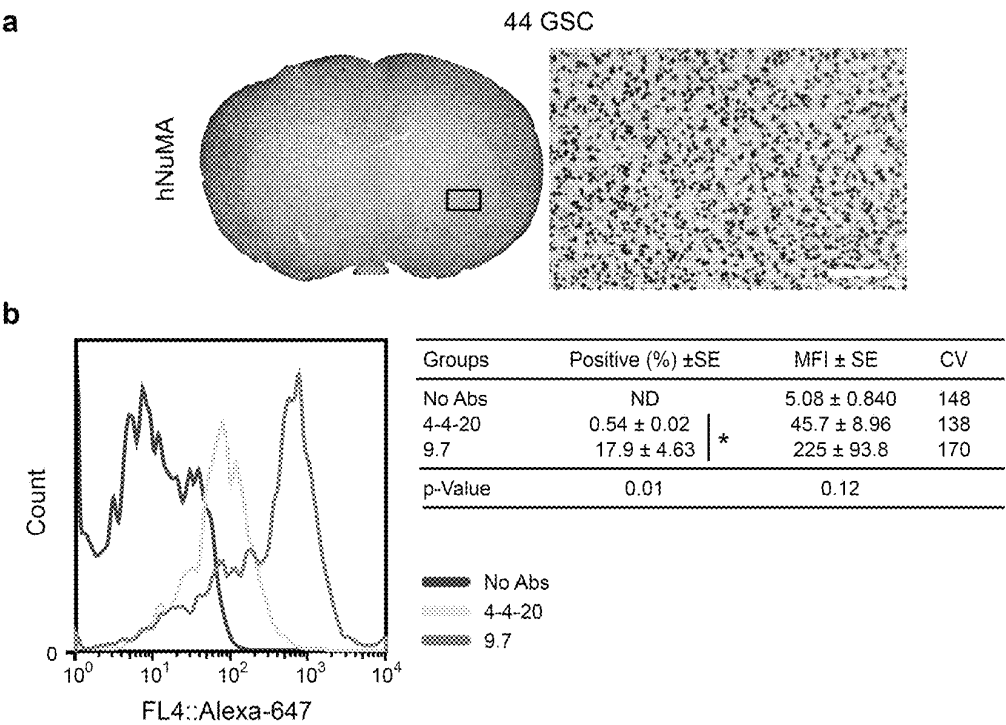 a
44 GSC
hNuMA
b
Count
0
10^0 10^1 10^2 10^3 10^4
FL4::Alexa-647
Groups Positive (%) ±SE MFI ± SE CV
No Abs ND 5.08 ± 0.840 148
4-4-20 0.54 ± 0.02 45.7 ± 8.96 138
9.7 17.9 ± 4.63 225 ± 93.8 170
*
p-Value 0.01 0.12
No Abs
4-4-20
9.7